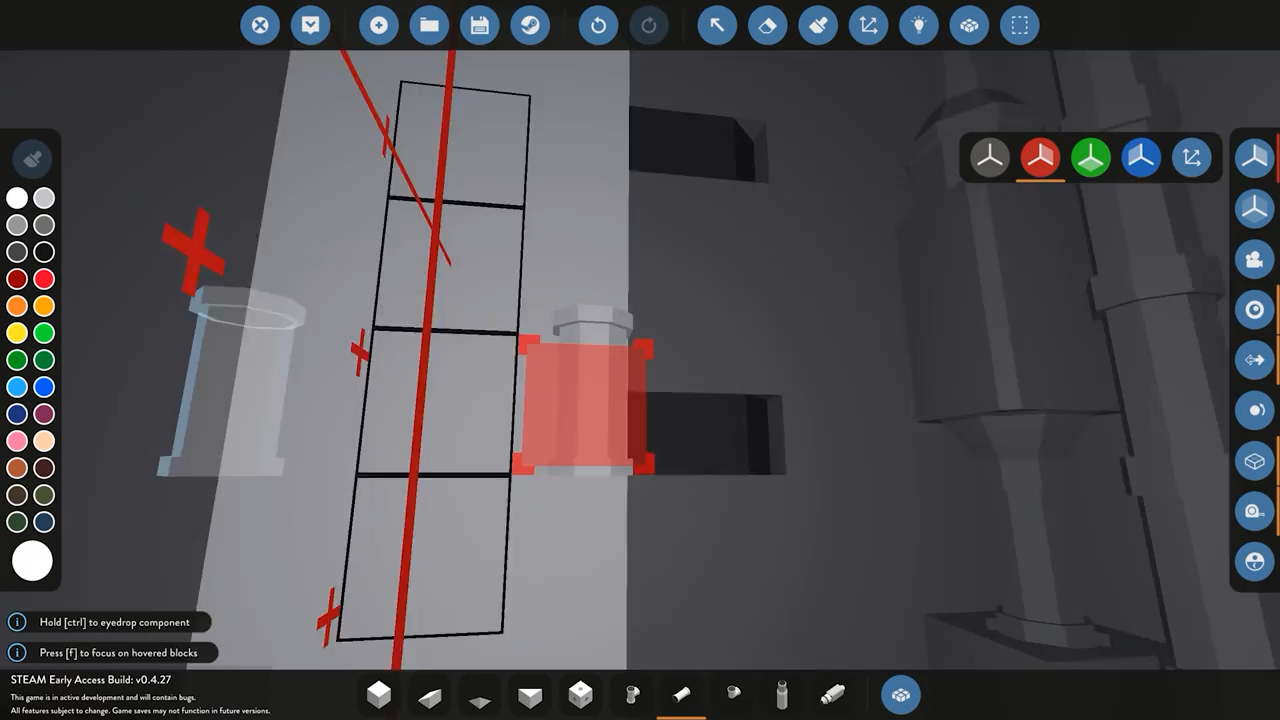 Hold [ctrl] to eyedrop component
Press [f] to focus on hovered blocks
STEAM Early Access Build: v0.4.27
This game is in active development and will contain bugs.
All features subject to change. Game saves may not function in future versions.